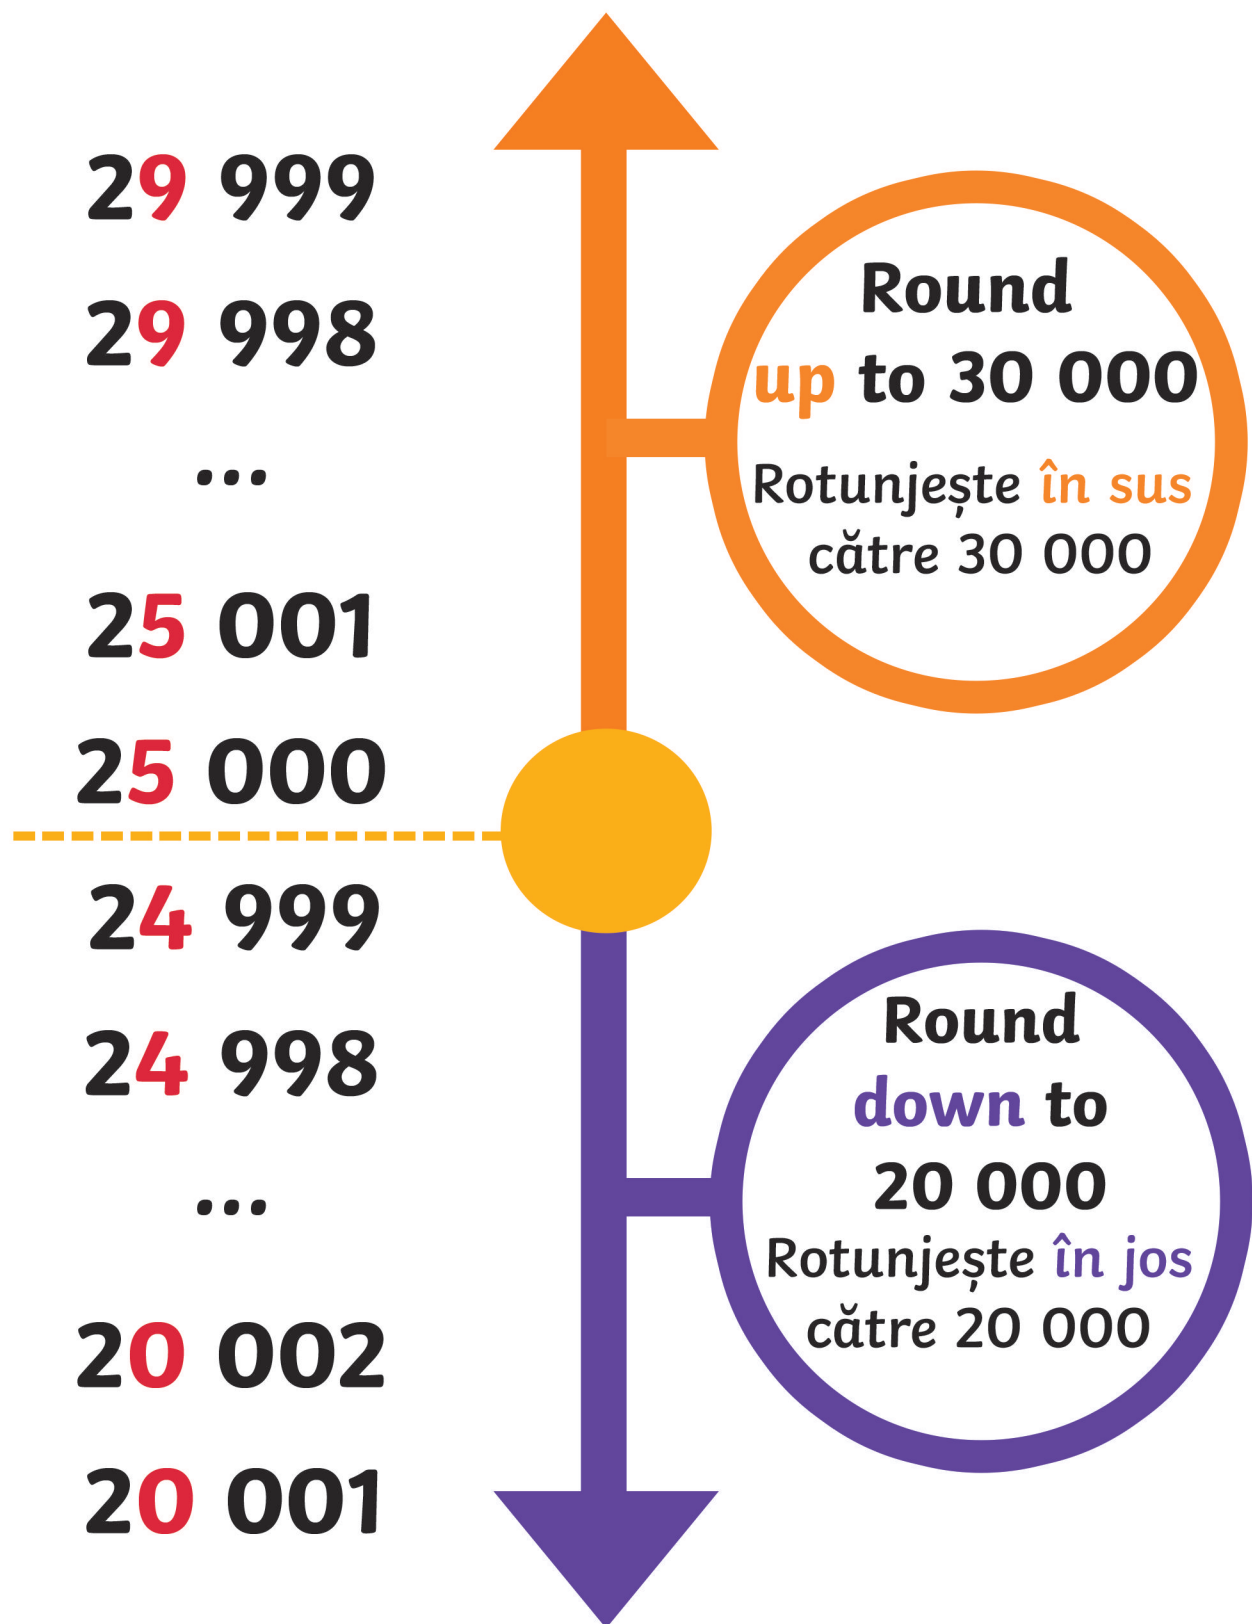 29 999
29 998
...
25 001
25 000
24 999
24 998
...
20 002
20 001
Round
up to 30 000
Rotunjește în sus
către 30 000
Round
down to
20 000
Rotunjește în jos
către 20 000